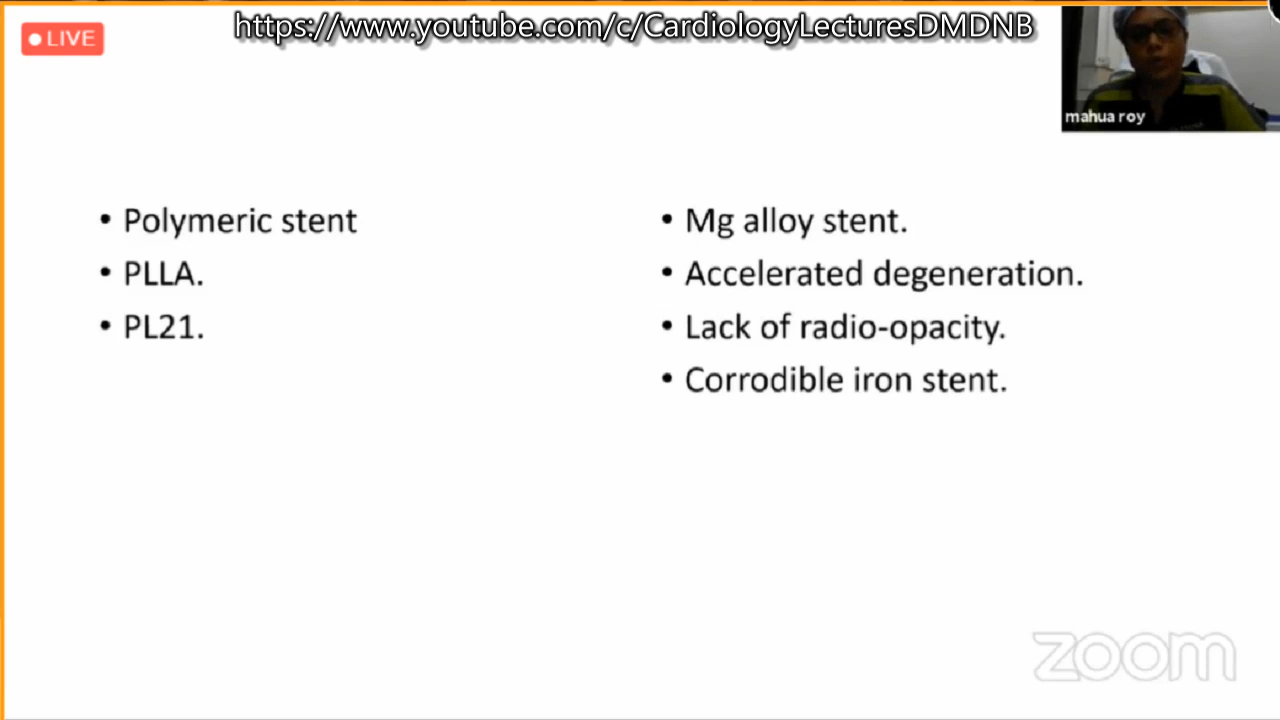 LIVE
https://www.youtube.com/c/CardiologyLecturesDMDNB
mahua roy
• Polymeric stent
• PLLA.
• PL21.
• Mg alloy stent.
• Accelerated degeneration.
• Lack of radio-opacity.
• Corrodible iron stent.
zoom